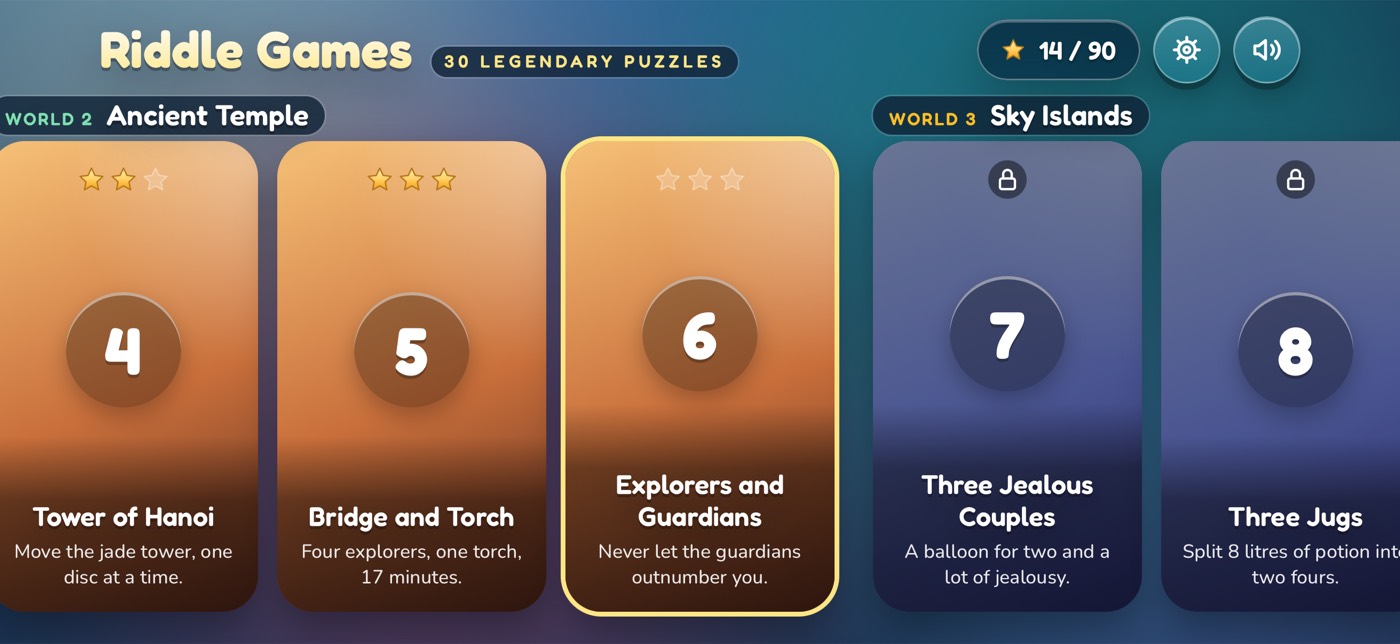 Riddle Games
30 LEGENDARY PUZZLES
14 / 90
WORLD 2 Ancient Temple
WORLD 3 Sky Islands
4
Tower of Hanoi
Move the jade tower, one
disc at a time.
5
Bridge and Torch
Four explorers, one torch,
17 minutes.
6
Explorers and
Guardians
Never let the guardians
outnumber you.
7
Three Jealous
Couples
A balloon for two and a
lot of jealousy.
8
Three Jugs
Split 8 litres of potion into
two fours.